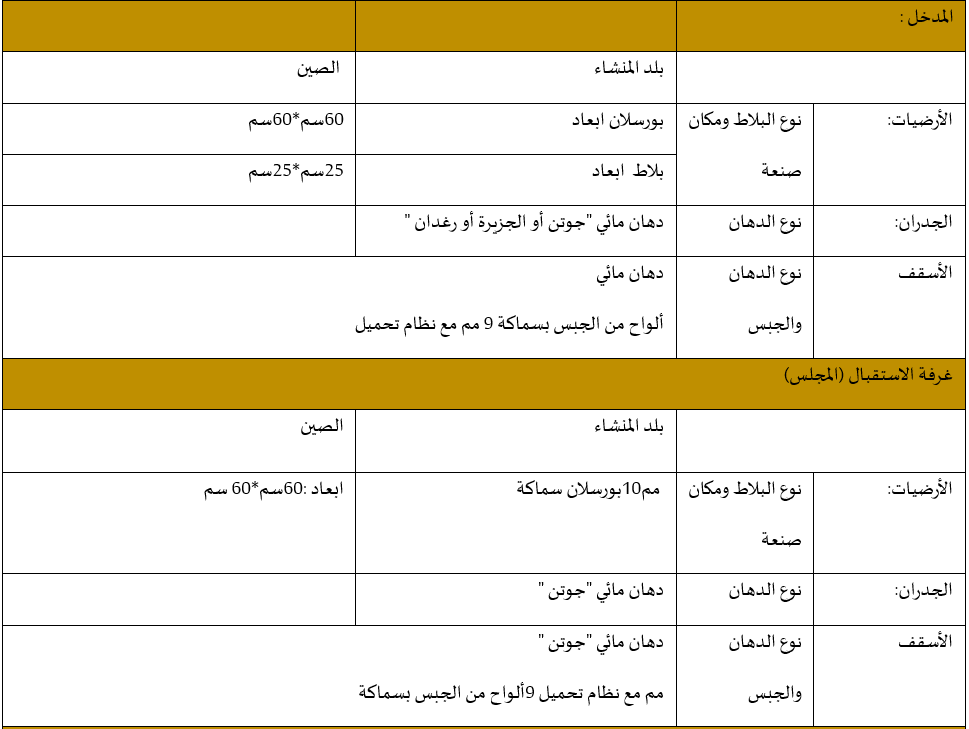 المدخل :
بلد المنشاء الصين
الأرضيات: نوع البلاط ومكان بورسلان ابعاد 60سم*60سم
صنعة بلاط ابعاد 25سم*25سم
الجدران: نوع الدهان دهان مائي "جوتن أو الجزيرة أو رغدان "
الأسقف نوع الدهان دهان مائي
والجبس ألواح من الجبس بسماكة 9 مم مع نظام تحميل
غرفة الاستقبال (المجلس)
بلد المنشاء الصين
الأرضيات: نوع البلاط ومكان مم10بورسلان سماكة ابعاد :60سم*60 سم
صنعة
الجدران: نوع الدهان دهان مائي "جوتن "
الأسقف نوع الدهان دهان مائي "جوتن "
والجبس مم مع نظام تحميل 9ألواح من الجبس بسماكة